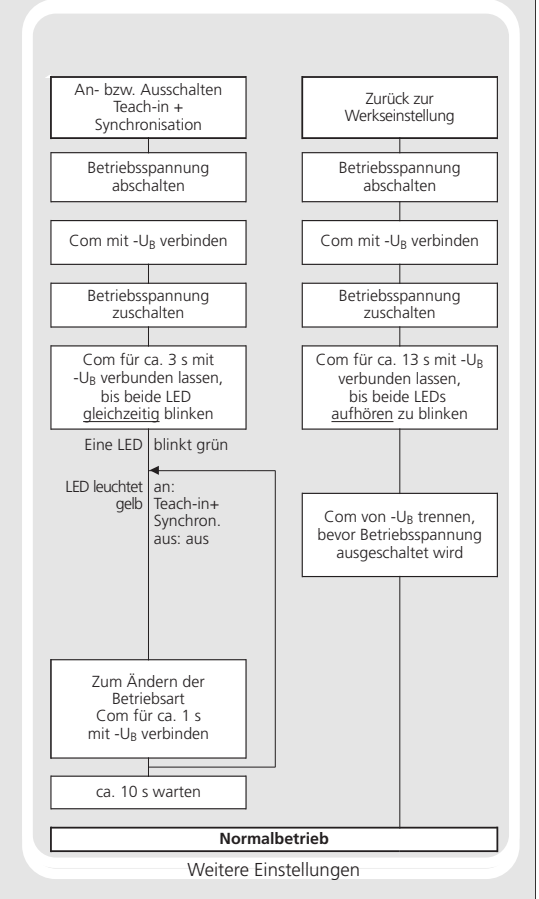 An- bzw. Ausschalten
Teach-in +
Synchronisation
Betriebsspannung
abschalten
Com mit -UB verbinden
Betriebsspannung
zuschalten
Com für ca. 3 s mit
-UB verbunden lassen,
bis beide LED
gleichzeitig blinken
Eine LED blinkt grün
LED leuchtet
gelb
an:
Teach-in+
Synchron.
aus: aus
Zum Ändern der
Betriebsart
Com für ca. 1 s
mit -UB verbinden
ca. 10 s warten
Zurück zur
Werkseinstellung
Betriebsspannung
abschalten
Com mit -UB verbinden
Betriebsspannung
zuschalten
Com für ca. 13 s mit -UB
verbunden lassen,
bis beide LEDs
aufhören zu blinken
Com von -UB trennen,
bevor Betriebsspannung
ausgeschaltet wird
Normalbetrieb
Weitere Einstellungen